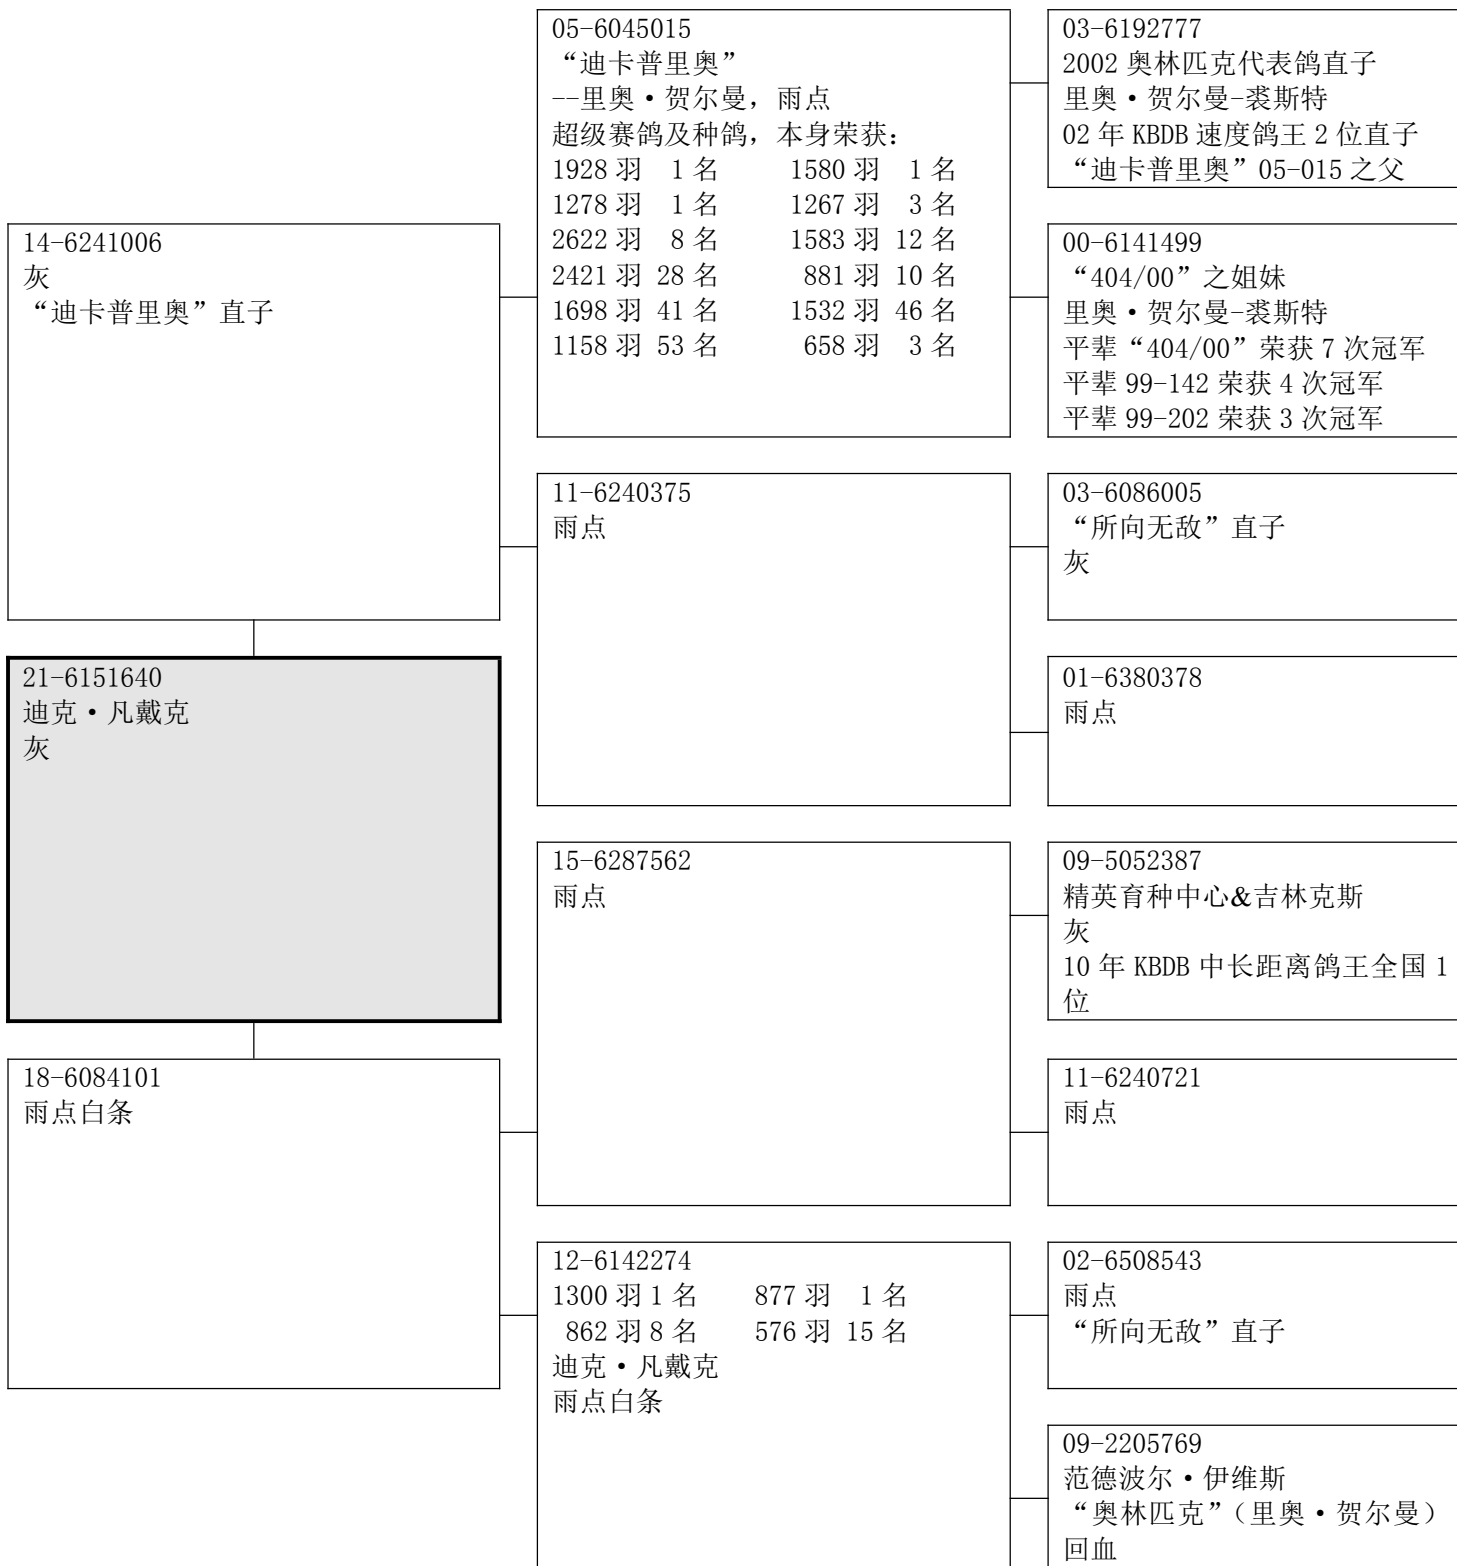 05-6045015
“迪卡普里奥”
--里奥•贺尔曼，雨点
超级赛鸽及种鸽，本身荣获：
1928 羽 1 名 1580 羽 1 名
1278 羽 1 名 1267 羽 3 名
2622 羽 8 名 1583 羽 12 名
2421 羽 28 名 881 羽 10 名
1698 羽 41 名 1532 羽 46 名
1158 羽 53 名 658 羽 3 名
03-6192777
2002 奥林匹克代表鸽直子
里奥•贺尔曼-裘斯特
02 年 KBDB 速度鸽王 2 位直子
“迪卡普里奥”05-015 之父
14-6241006
灰
“迪卡普里奥”直子
00-6141499
“404/00”之姐妹
里奥•贺尔曼-裘斯特
平辈“404/00”荣获 7 次冠军
平辈 99-142 荣获 4 次冠军
平辈 99-202 荣获 3 次冠军
11-6240375
雨点
03-6086005
“所向无敌”直子
灰
21-6151640
迪克•凡戴克
灰
01-6380378
雨点
15-6287562
雨点
09-5052387
精英育种中心&吉林克斯
灰
10 年 KBDB 中长距离鸽王全国 1
位
18-6084101
雨点白条
11-6240721
雨点
12-6142274
1300 羽 1 名 877 羽 1 名
862 羽 8 名 576 羽 15 名
迪克•凡戴克
雨点白条
02-6508543
雨点
“所向无敌”直子
09-2205769
范德波尔•伊维斯
“奥林匹克”（里奥•贺尔曼）
回血